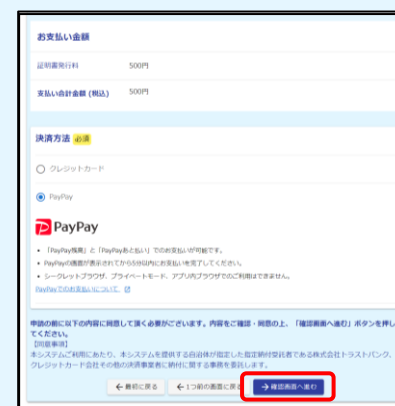 お支払い金額
証明書発行料 500円
支払い合計金額 (税込) 500円
決済方法 必須
クレジットカード
PayPay
PayPay
• 「PayPay残高」と「PayPayあと払い」でのお支払いが可能です。
• PayPayの画面が表示されてから5分以内にお支払いを完了してください。
• シークレットブラウザ、プライベートモード、アプリ内ブラウザでのご利用はできません。
PayPayでのお支払いについて
申請の前に以下の内容に同意して頂く必要がございます。内容をご確認・同意の上、「確認画面へ進む」ボタンを押し
てください。
【同意事項】
本システムご利用にあたり、本システムを提供する自治体が指定した指定納付受託者である株式会社トラストバンク、
クレジットカード会社その他の決済事業者に納付に関する事務を委託します。
← 最初に戻る ← 1つ前の画面に戻る → 確認画面へ進む